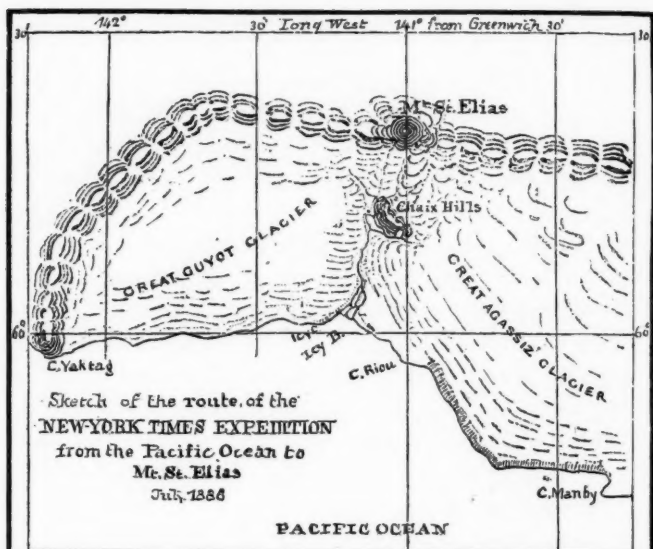 30' 142° 30' Long West 141° from Greenwich 30' 30'
Mt. St. Elias
Chaix Hills
GREAT GUYOT GLACIER
GREAT AGASSIZ GLACIER
60° 60°
Icy B.
C. Yaktag
C. Riou
Sketch of the route, of the
NEW-YORK TIMES EXPEDITION
from the Pacific Ocean to
Mt. St. Elias
July. 1886
C. Manby
PACIFIC OCEAN